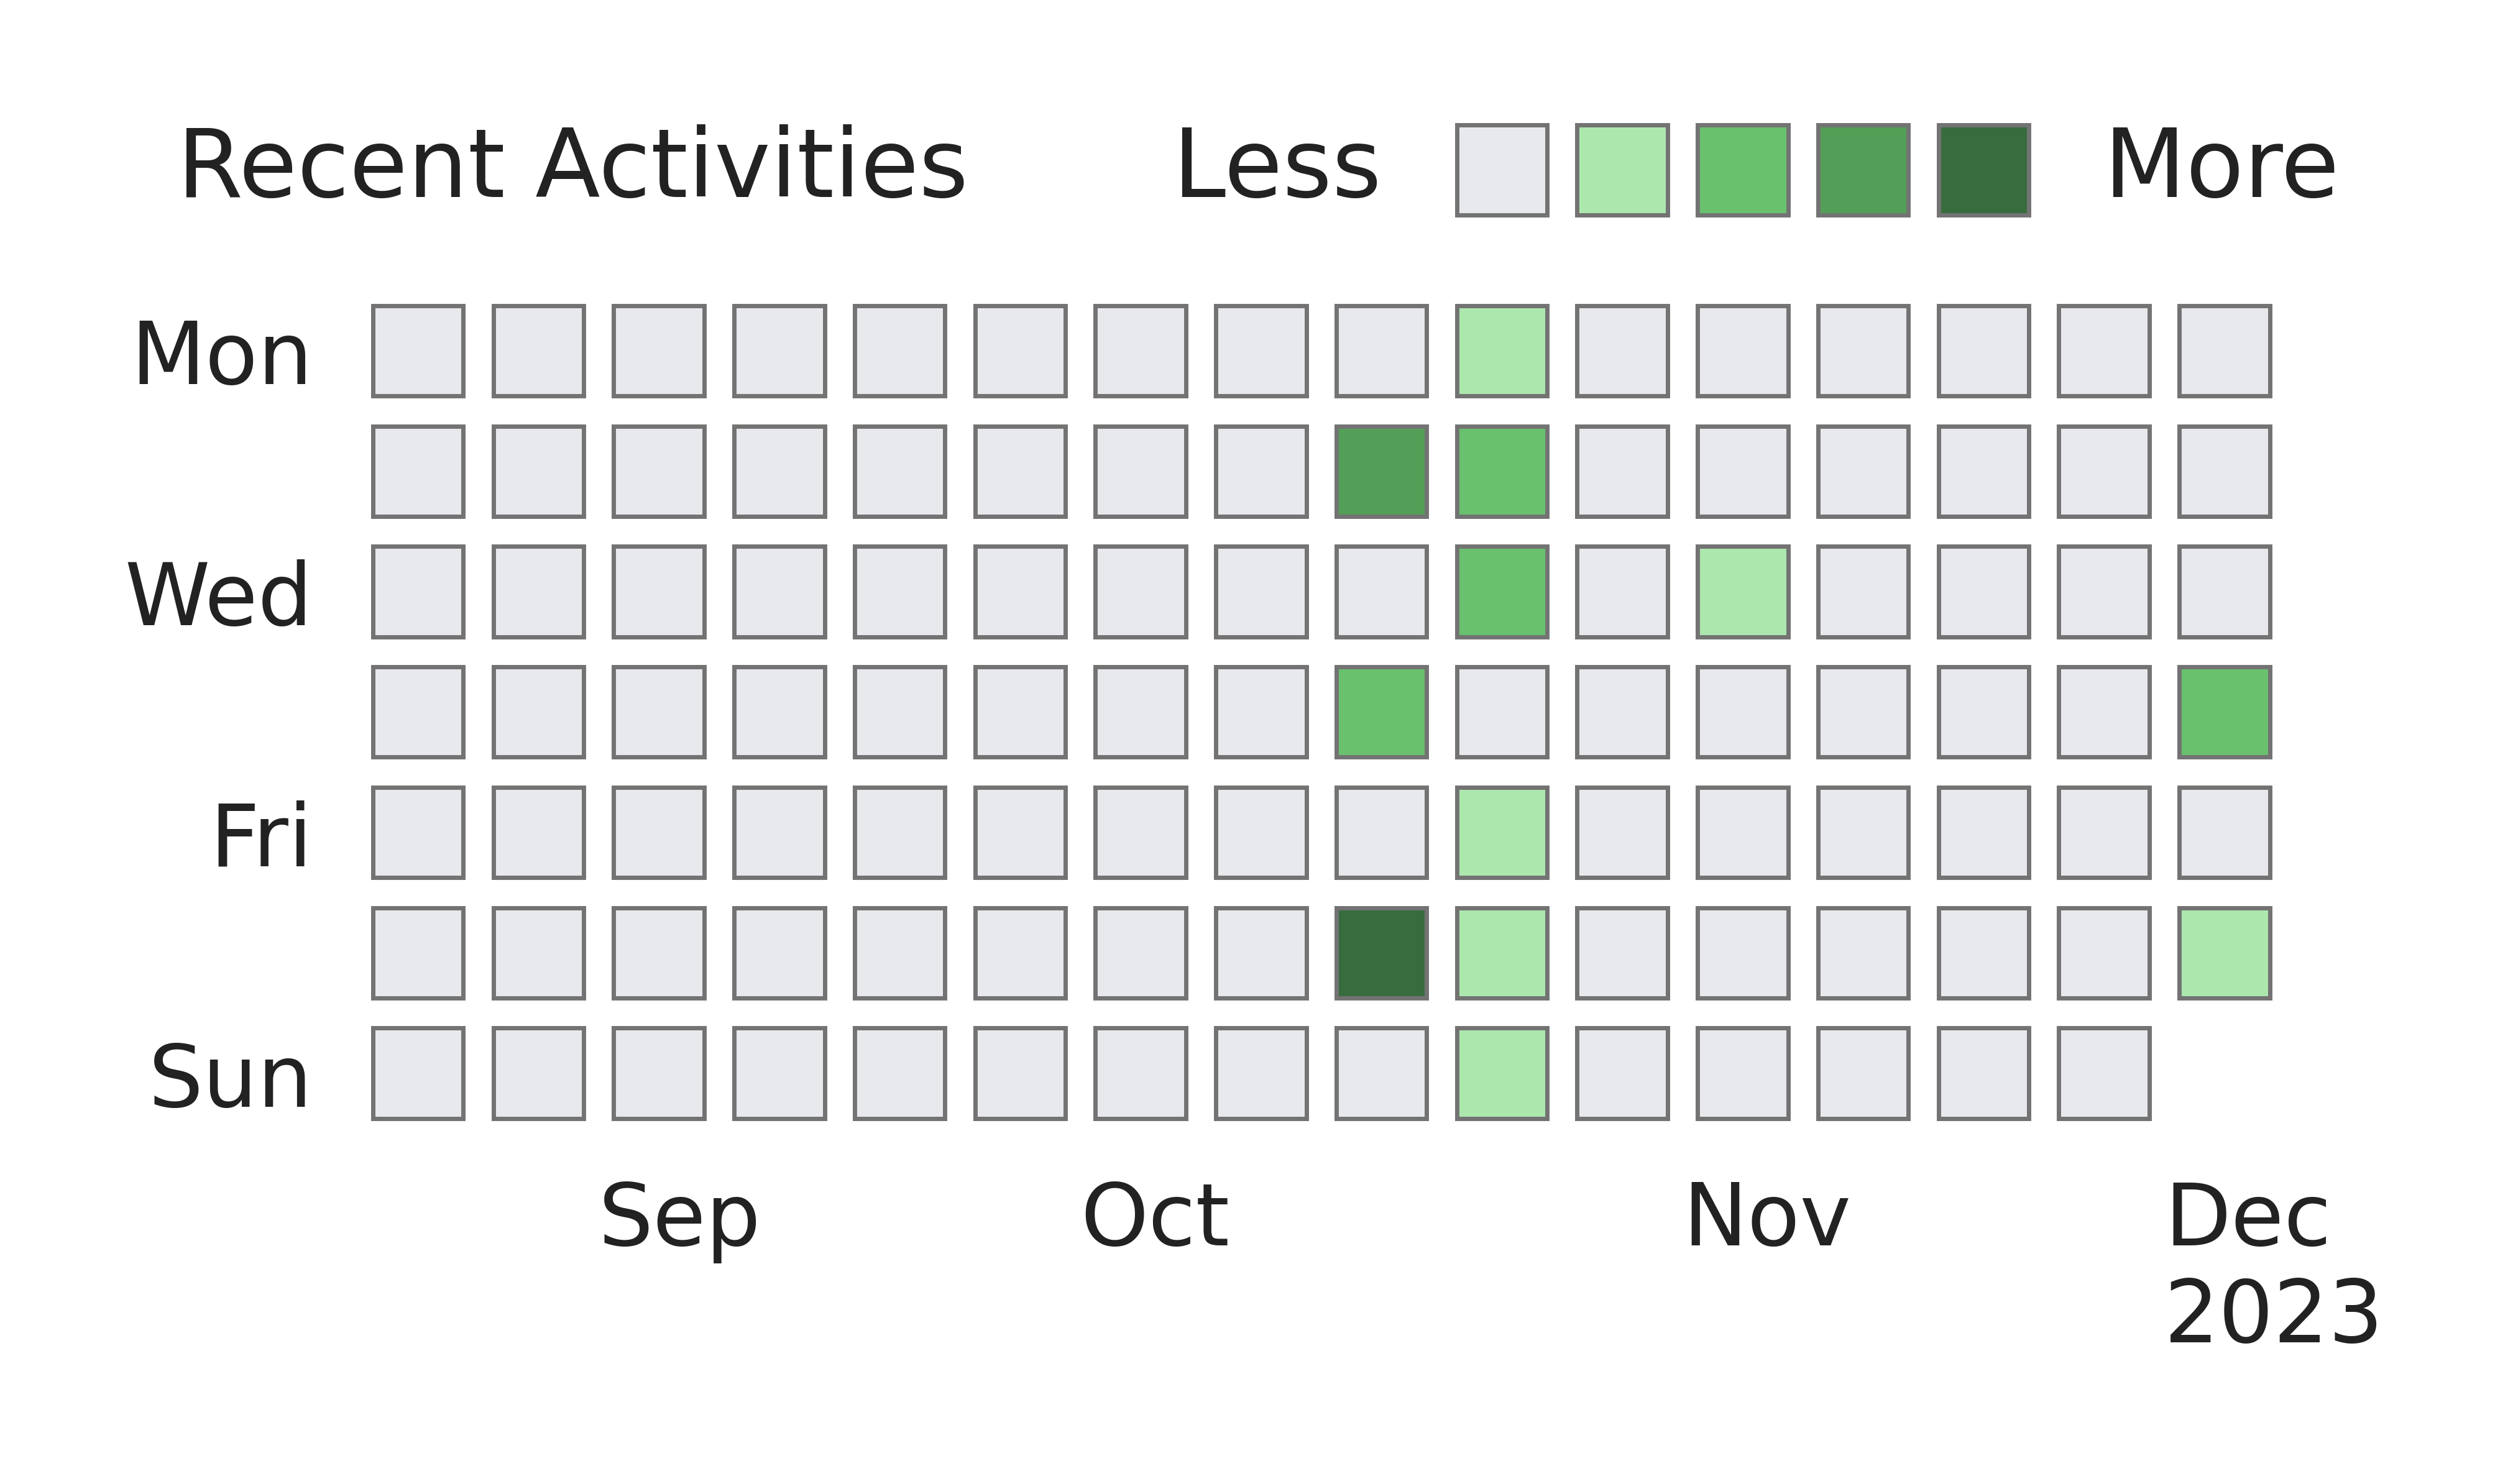 Recent Activities Less More
Mon
Wed
Fri
Sun
Sep Oct Nov Dec
2023